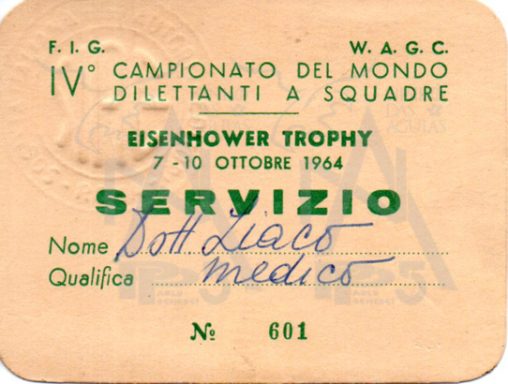 F. I. G. W. A. G. C.
IV° CAMPIONATO DEL MONDO
DILETTANTI A SQUADRE
EISENHOWER TROPHY
7 - 10 OTTOBRE 1964
SERVIZIO
Nome Dott Ziaco
Qualifica medico
№ 601